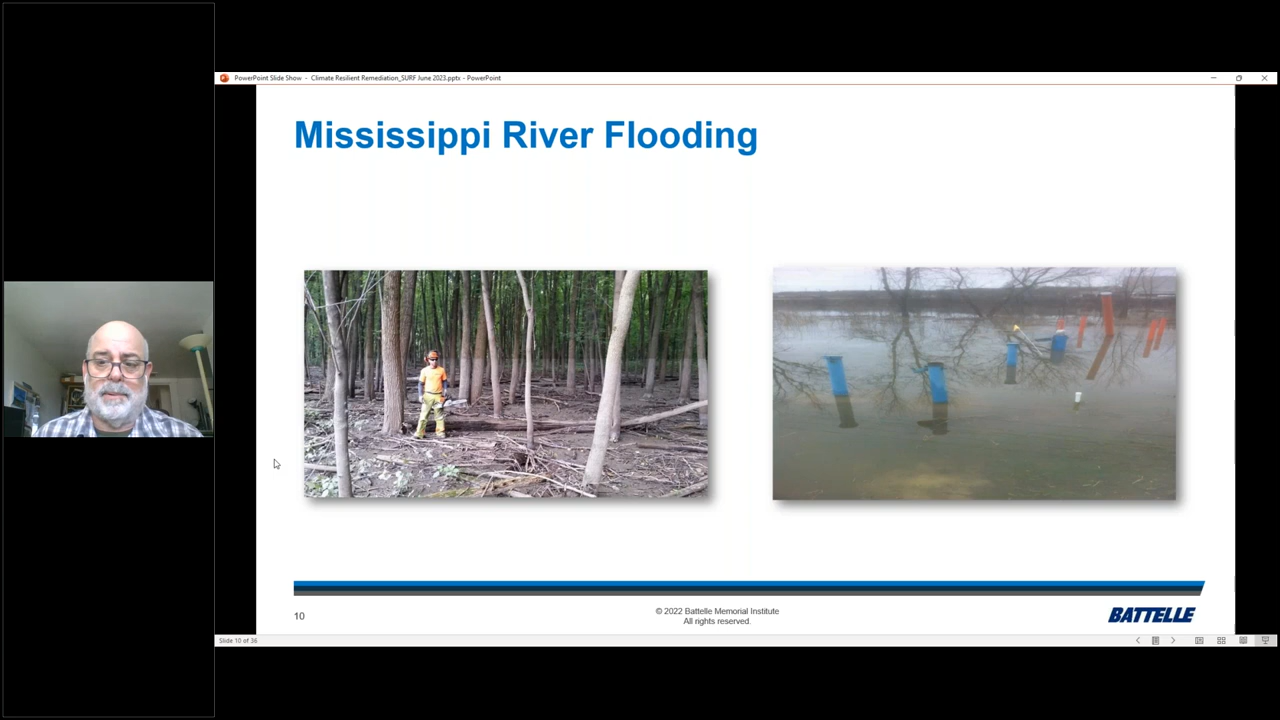 PowerPoint Slide Show - Climate Resilient Remediation_SURF June 2023.pptx - PowerPoint
Mississippi River Flooding
10
© 2022 Battelle Memorial Institute
All rights reserved.
BATTELLE
Slide 10 of 36